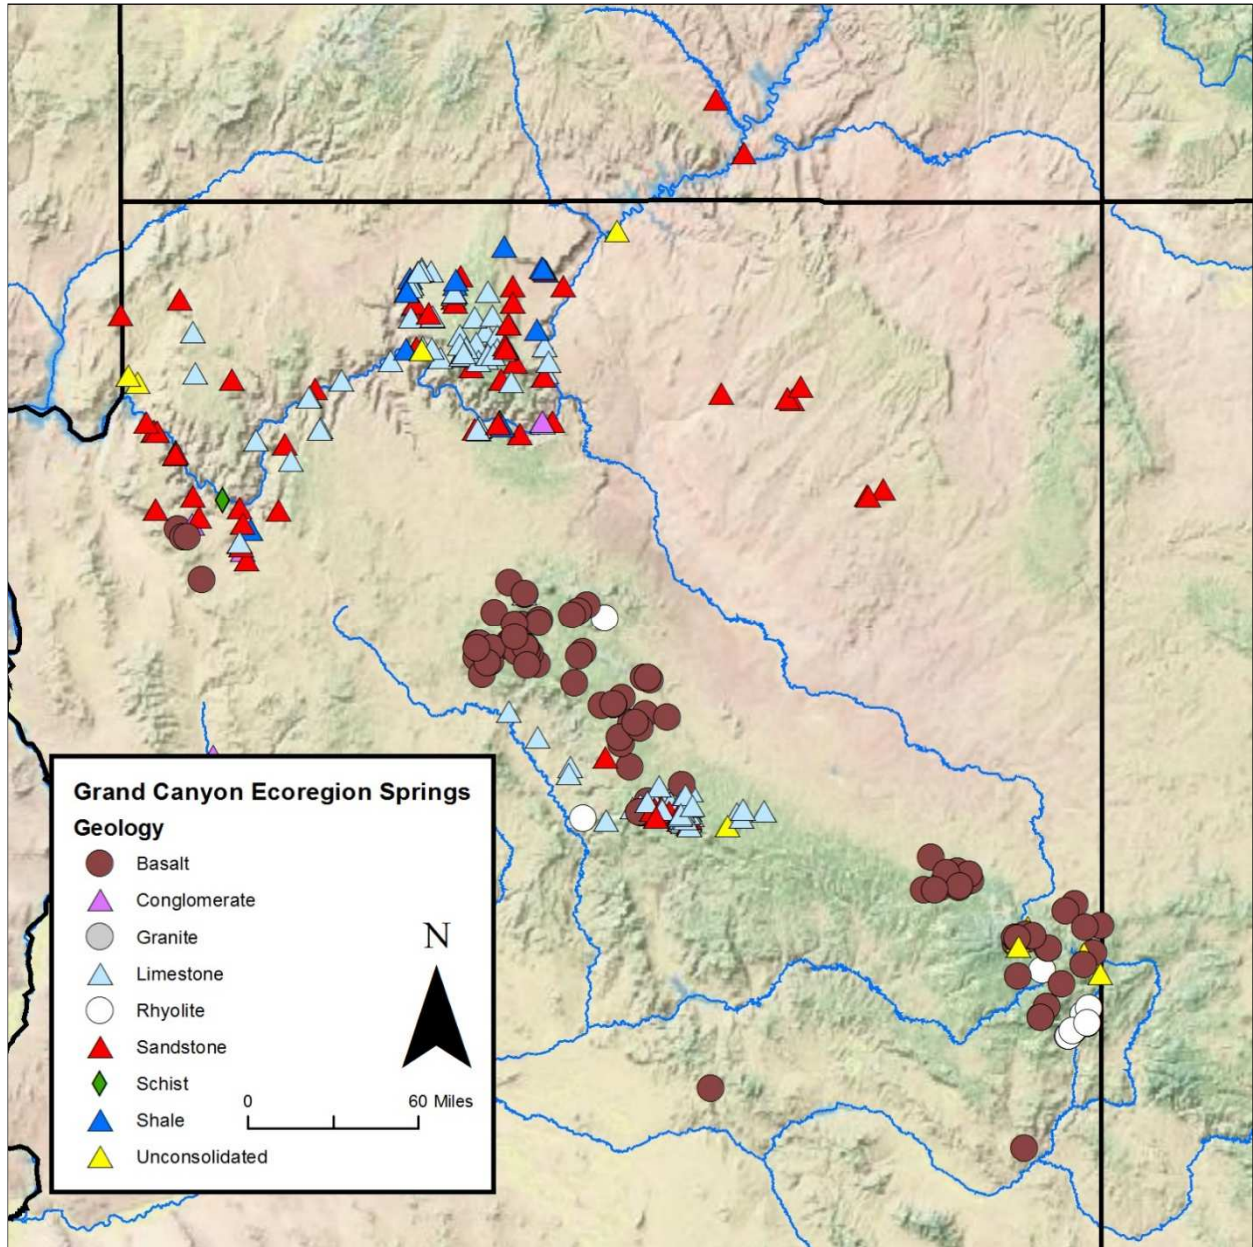 Grand Canyon Ecoregion Springs
Geology
Basalt
Conglomerate
Granite
Limestone
Rhyolite
Sandstone
Schist
Shale
Unconsolidated
N
0 60 Miles